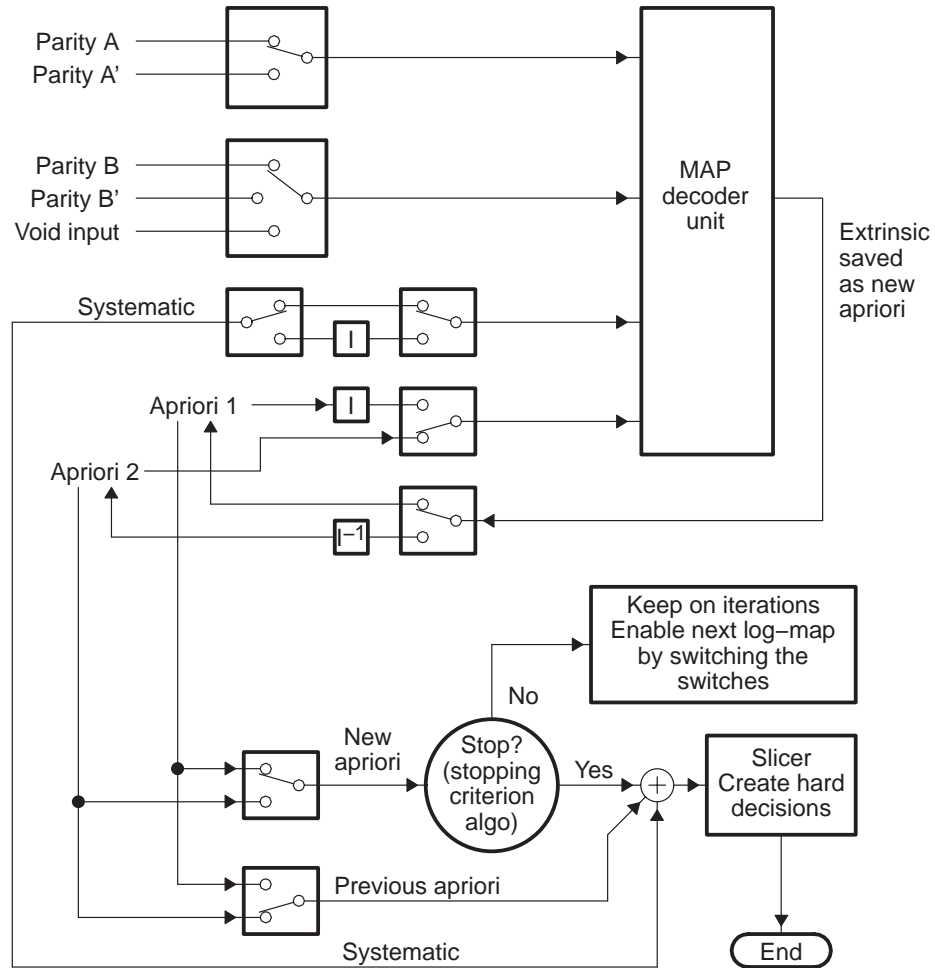 Parity A
Parity A’
Parity B
Parity B’
Void input
MAP
decoder
unit
Extrinsic
saved
as new
apriori
Systematic
I
Apriori 1
I
Apriori 2
I–1
Keep on iterations
Enable next log–map
by switching the
switches
No
New
apriori
Stop?
(stopping
criterion
algo)
Yes
+
Slicer
Create hard
decisions
Previous apriori
Systematic
End